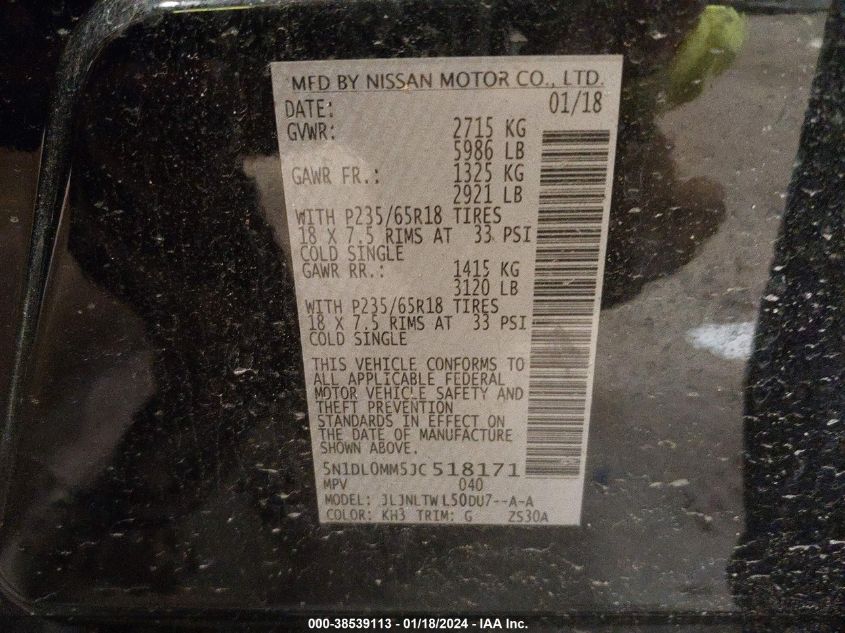 MFD BY NISSAN MOTOR CO., LTD.
DATE: 01/18
GVWR: 2715 KG
5986 LB
GAWR FR.: 1325 KG
2921 LB
WITH P235/65R18 TIRES
18 X 7.5 RIMS AT 33 PSI
COLD SINGLE
GAWR RR.: 1415 KG
3120 LB
WITH P235/65R18 TIRES
18 X 7.5 RIMS AT 33 PSI
COLD SINGLE
THIS VEHICLE CONFORMS TO
ALL APPLICABLE FEDERAL
MOTOR VEHICLE SAFETY AND
THEFT PREVENTION
STANDARDS IN EFFECT ON
THE DATE OF MANUFACTURE
SHOWN ABOVE.
5N1DL0MM5JC518171
MPV 040
MODEL: JLJNLTWL50DU7--A-A
COLOR: KH3 TRIM: G ZS30A
000-38539113 - 01/18/2024 - IAA Inc.